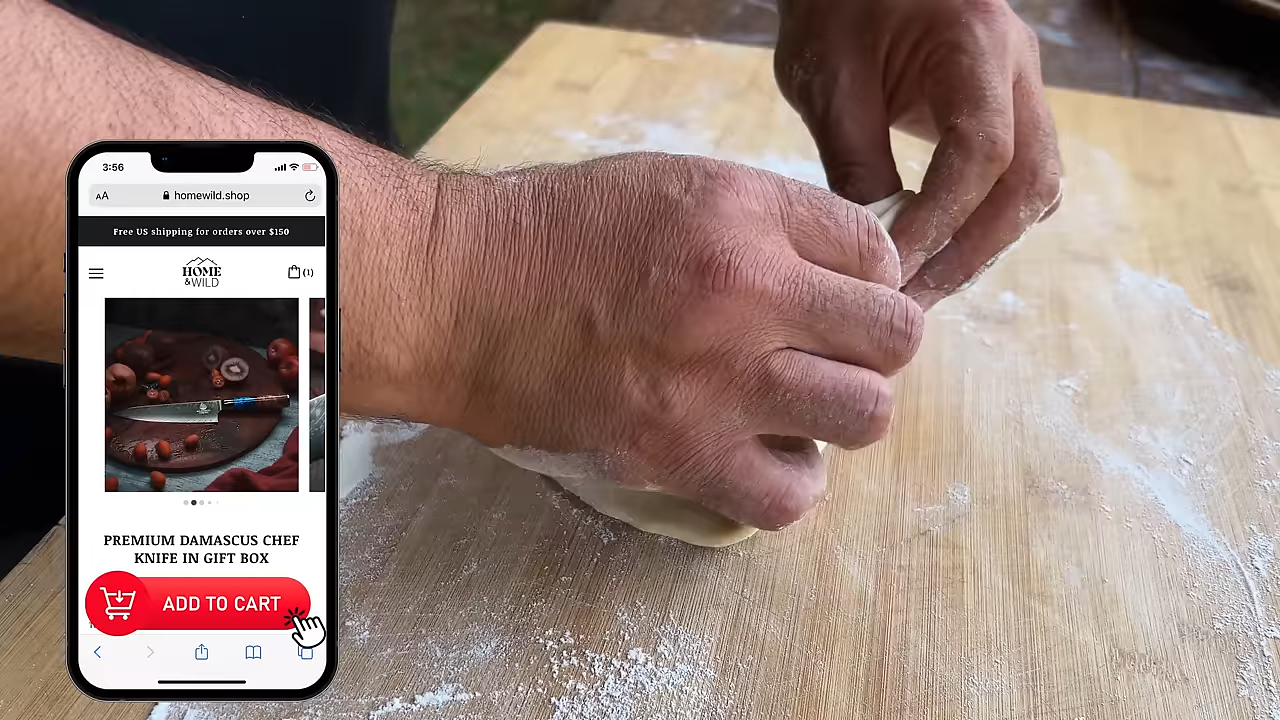 3:56
AA homewild.shop
Free US shipping for orders over $150
HOME
&WILD
(1)
PREMIUM DAMASCUS CHEF
KNIFE IN GIFT BOX
ADD TO CART